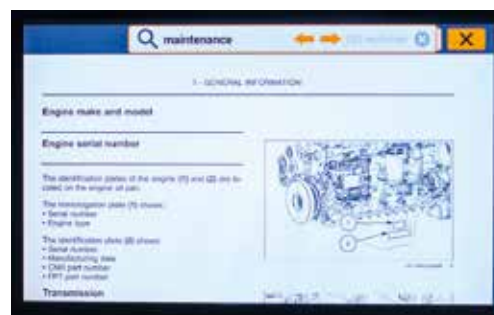 maintenance
1 - GENERAL INFORMATION
Engine make and model
Engine serial number
The identification plates of the engine (1) and (2) are lo-
cated on the engine oil pan.
The homologation plate (1) shows:
• Serial number
• Engine type
The identification plate (2) shows:
• Serial number
• Manufacturing date
• CNH part number
• FPT part number
Transmission